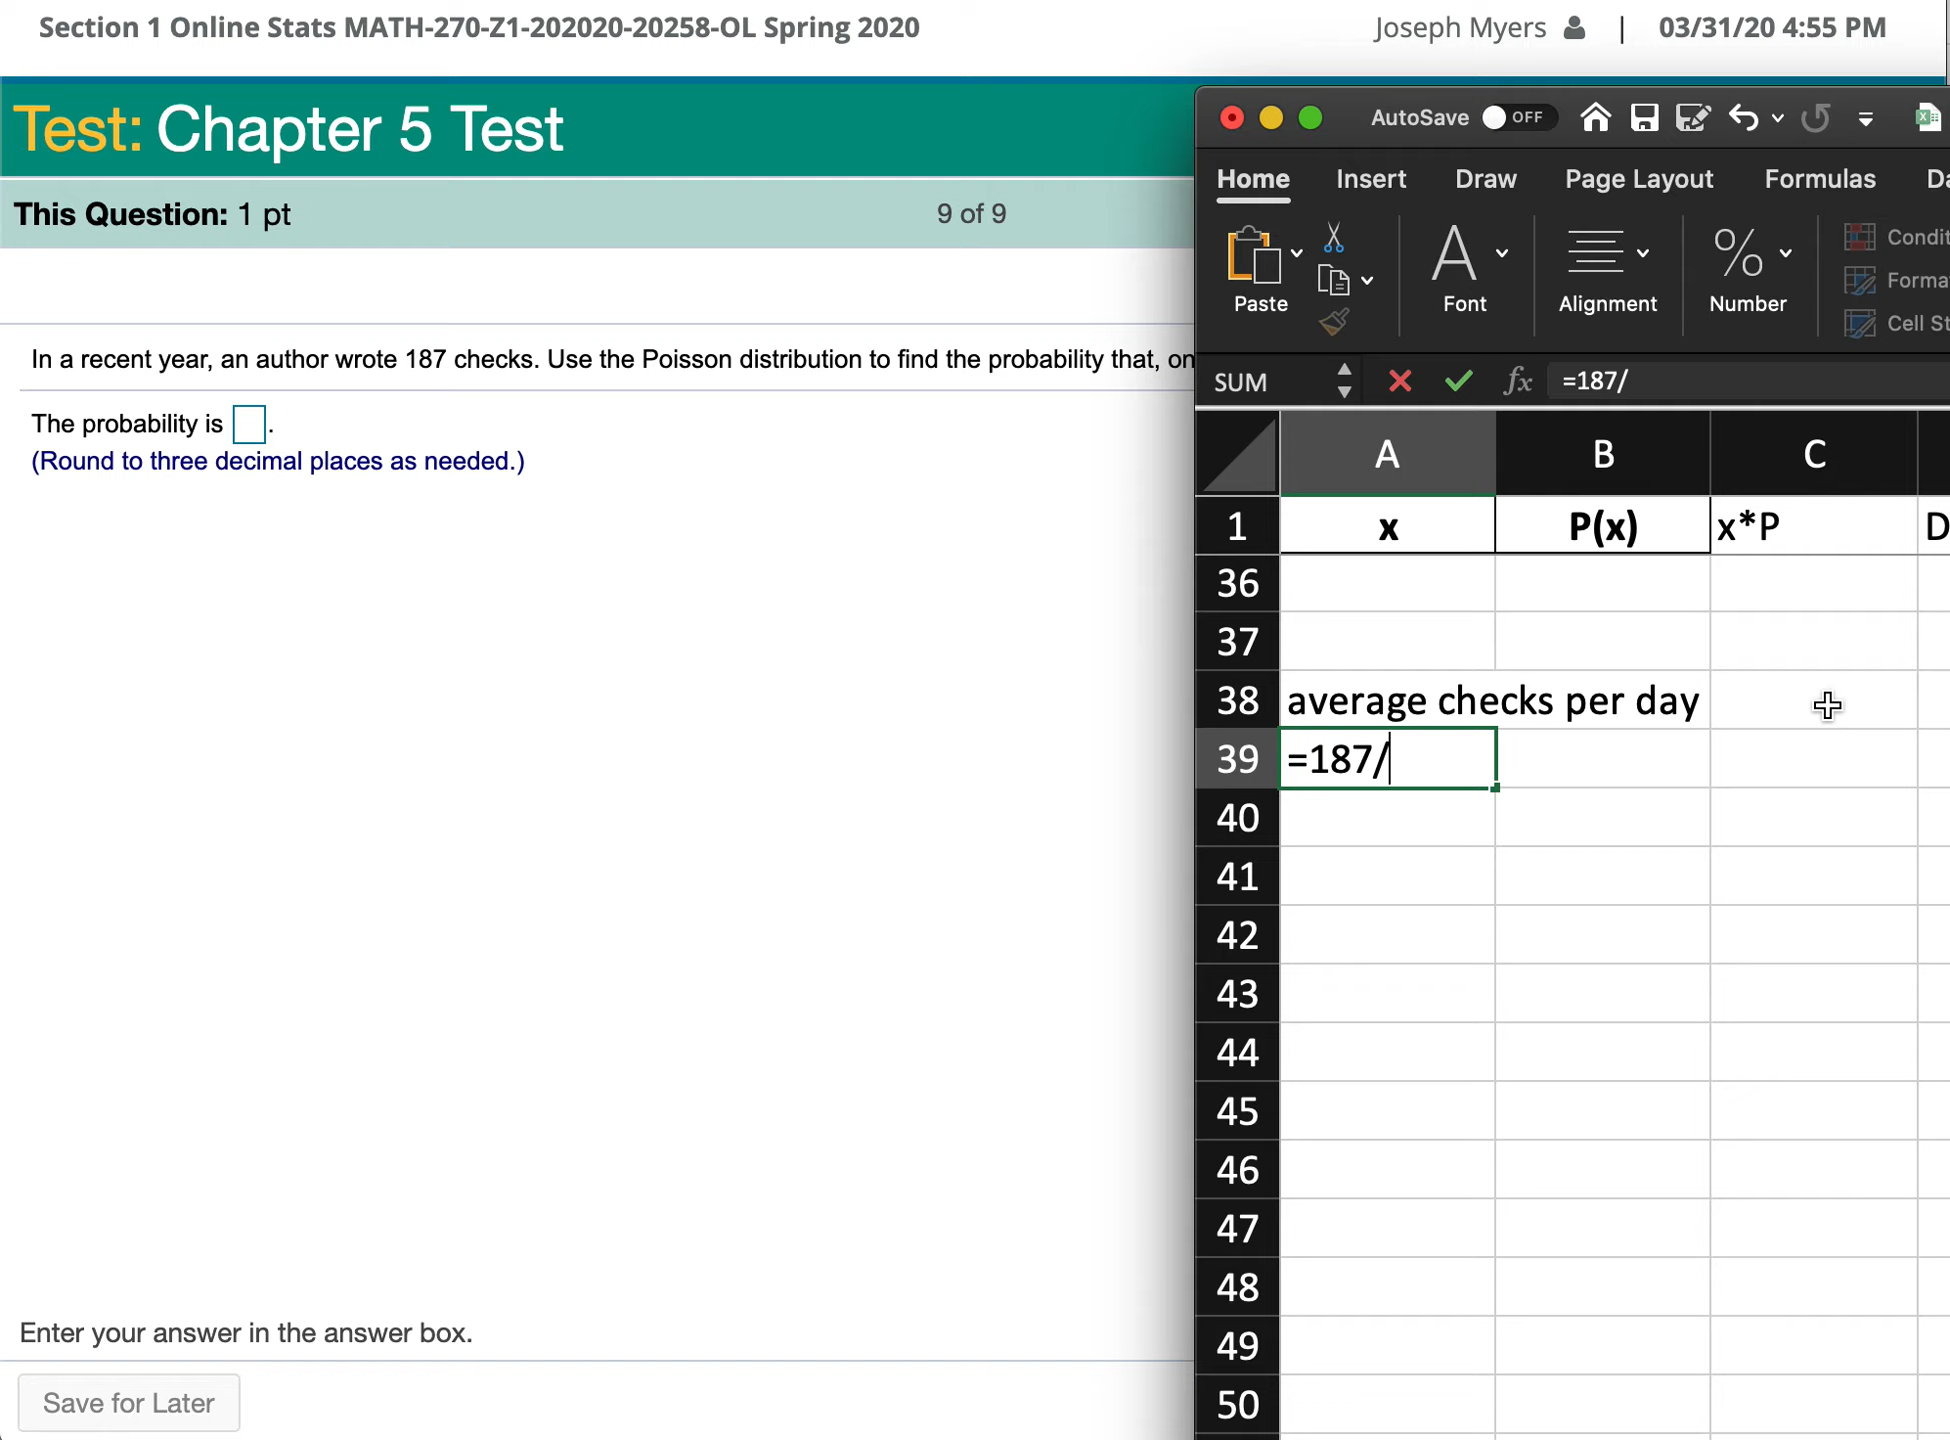 Section 1 Online Stats MATH-270-Z1-202020-20258-OL Spring 2020
Joseph Myers | 03/31/20 4:55 PM
Test: Chapter 5 Test
This Question: 1 pt
9 of 9
In a recent year, an author wrote 187 checks. Use the Poisson distribution to find the probability that, on
The probability is .
(Round to three decimal places as needed.)
Enter your answer in the answer box.
Save for Later
AutoSave OFF
Home Insert Draw Page Layout Formulas Da
Paste Font Alignment Number
Condit
Forma
Cell St
SUM fx =187/
A B C
1 x P(x) x*P D
36
37
38 average checks per day
39 =187/
40
41
42
43
44
45
46
47
48
49
50